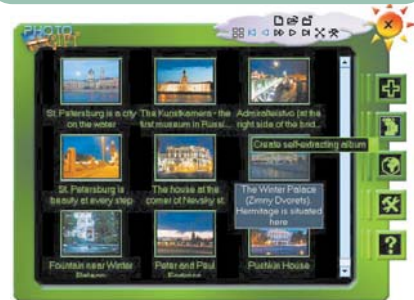 PHOTO
GIFT
St. Petersburg is a city
on the water
The Kunstkamera - the
first museum in Russi...
Admiralteistvo (at the
right side of the brid...
Create self-extracting album
St. Petersburg is
beauty at every step
The house at the
corner of Nevsky st.
The Winter Palace
(Zimny Dvorets).
Hermitage is situated
here
Fountain near Winter
Palace
Peter and Paul
Fortress
Pushkin House